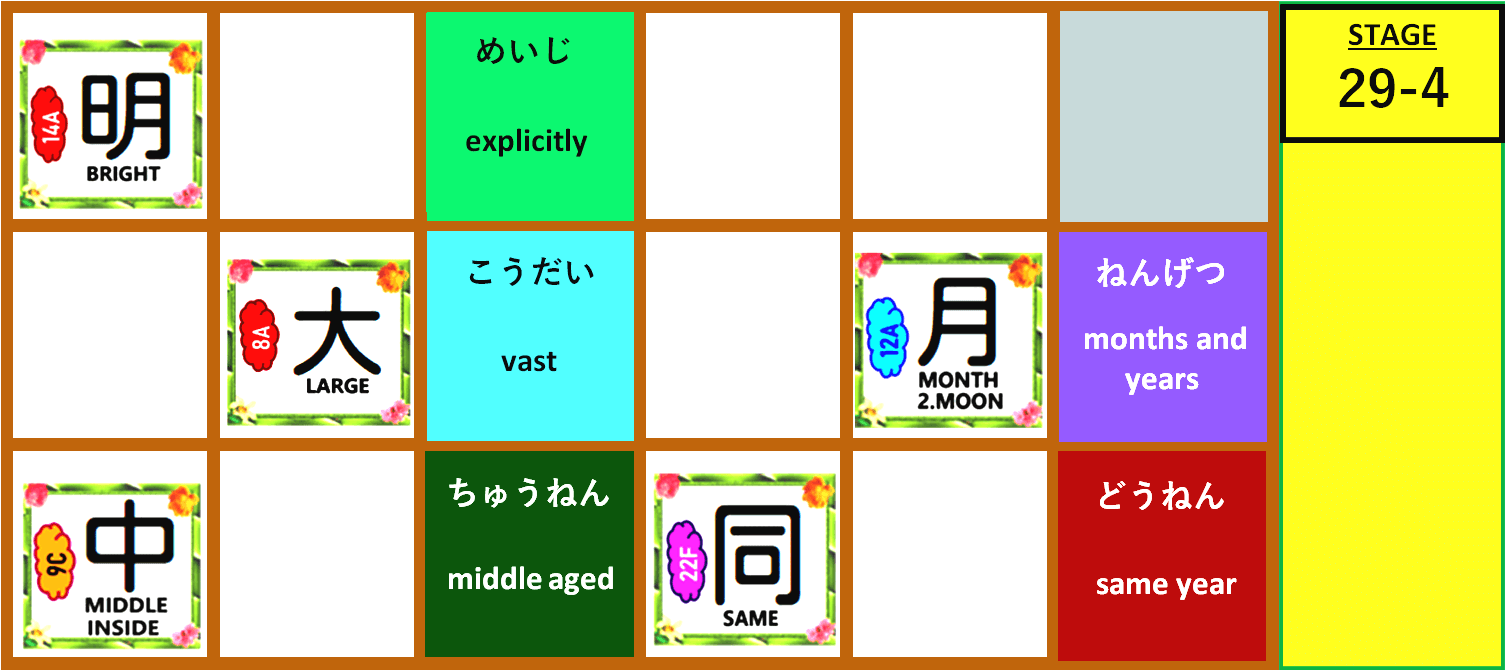 14A
明
BRIGHT
めいじ
explicitly
STAGE
29-4
8A
大
LARGE
こうだい
vast
12A
月
MONTH
2.MOON
ねんげつ
months and
years
9C
中
MIDDLE
INSIDE
ちゅうねん
middle aged
22F
同
SAME
どうねん
same year